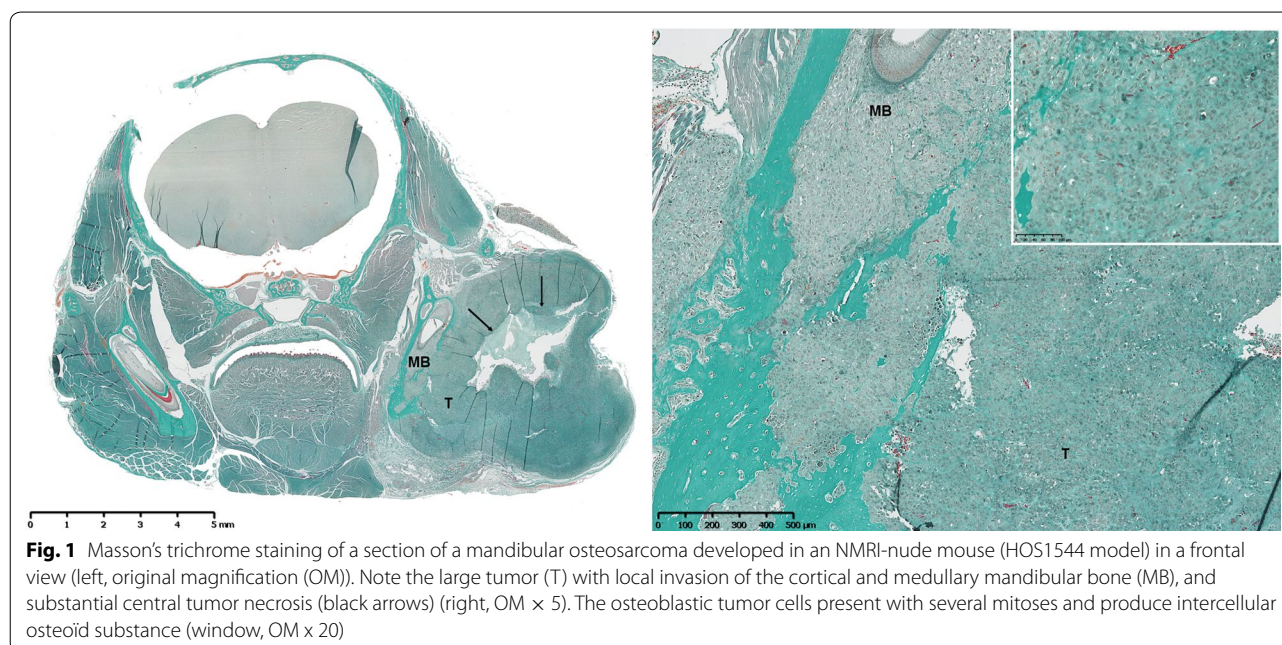 MB
T
0 1 2 3 4 5 mm
MB
T
0 100 200 300 400 500 µm
Fig. 1 Masson's trichrome staining of a section of a mandibular osteosarcoma developed in an NMRI-nude mouse (HOS1544 model) in a frontal
view (left, original magnification (OM)). Note the large tumor (T) with local invasion of the cortical and medullary mandibular bone (MB), and
substantial central tumor necrosis (black arrows) (right, OM × 5). The osteoblastic tumor cells present with several mitoses and produce intercellular
osteoïd substance (window, OM x 20)